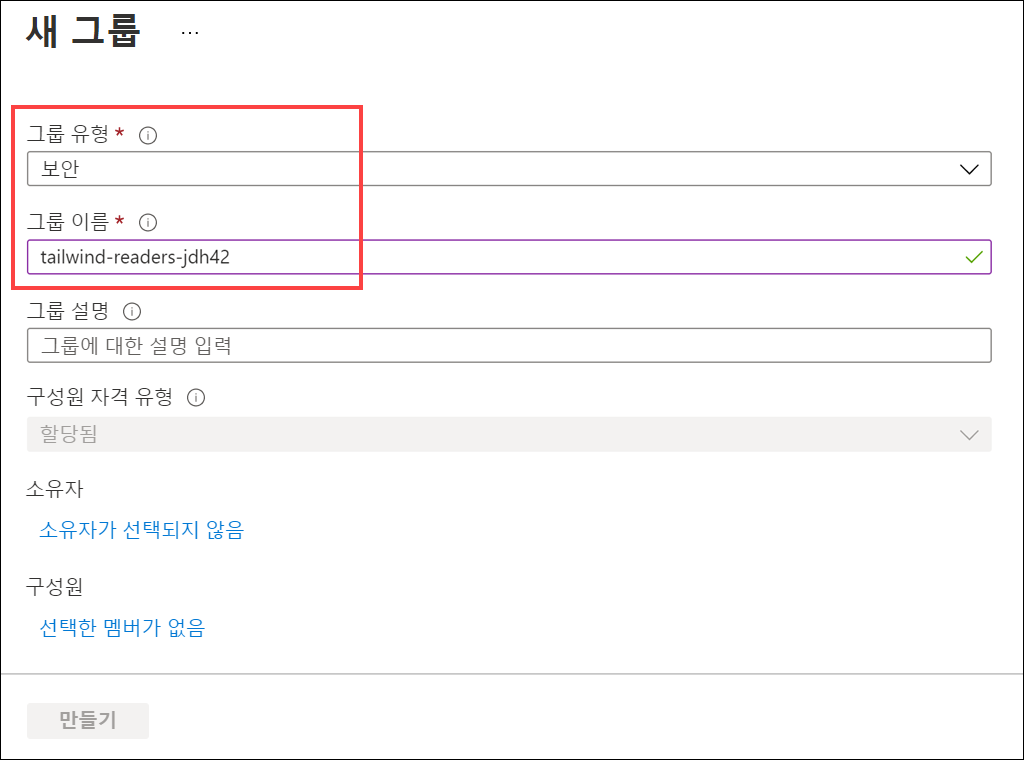 새 그룹 ...
그룹 유형 *
보안
그룹 이름 *
tailwind-readers-jdh42
그룹 설명
그룹에 대한 설명 입력
구성원 자격 유형
할당됨
소유자
소유자가 선택되지 않음
구성원
선택한 멤버가 없음
만들기